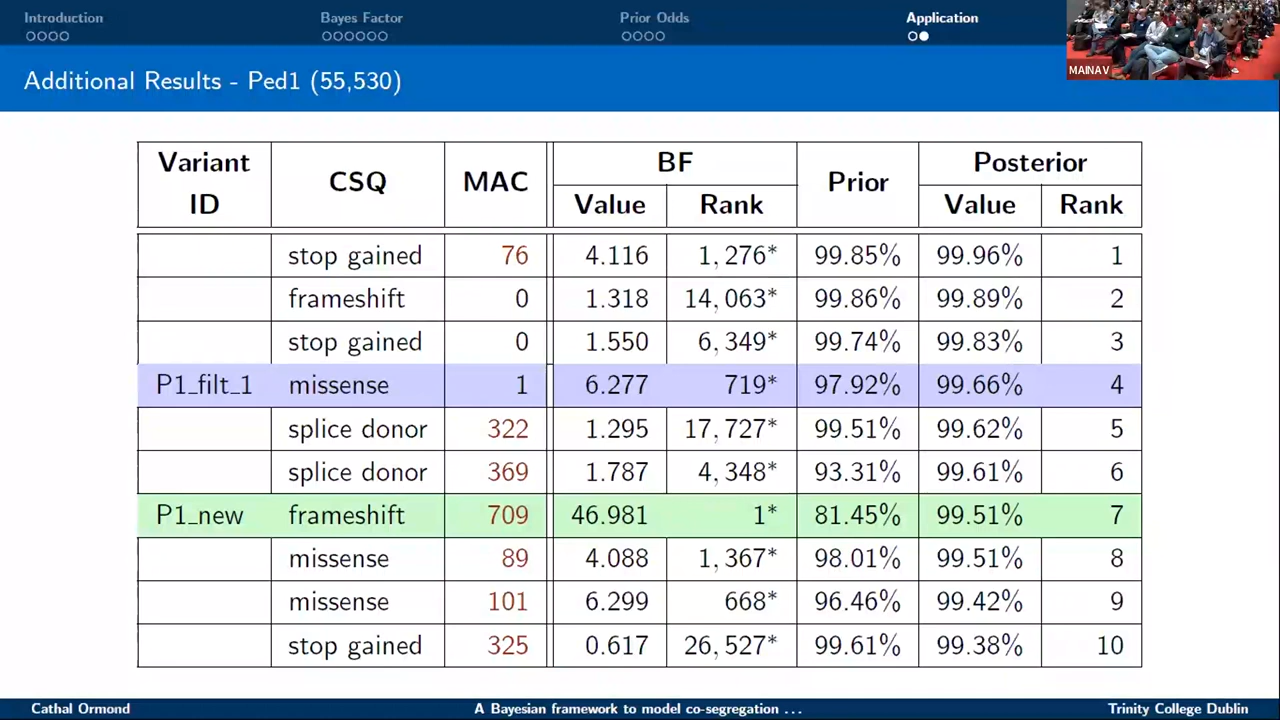 Introduction Bayes Factor Prior Odds Application
MAINAV
Additional Results - Ped1 (55,530)
Variant ID CSQ MAC BF Prior Posterior
Value Rank Value Rank
stop gained 76 4.116 1,276* 99.85% 99.96% 1
frameshift 0 1.318 14,063* 99.86% 99.89% 2
stop gained 0 1.550 6,349* 99.74% 99.83% 3
P1_filt_1 missense 1 6.277 719* 97.92% 99.66% 4
splice donor 322 1.295 17,727* 99.51% 99.62% 5
splice donor 369 1.787 4,348* 93.31% 99.61% 6
P1_new frameshift 709 46.981 1* 81.45% 99.51% 7
missense 89 4.088 1,367* 98.01% 99.51% 8
missense 101 6.299 668* 96.46% 99.42% 9
stop gained 325 0.617 26,527* 99.61% 99.38% 10
Cathal Ormond A Bayesian framework to model co-segregation ... Trinity College Dublin